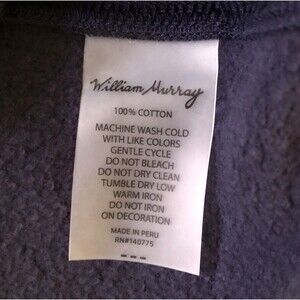 William Murray
100% COTTON
MACHINE WASH COLD
WITH LIKE COLORS
GENTLE CYCLE
DO NOT BLEACH
DO NOT DRY CLEAN
TUMBLE DRY LOW
WARM IRON
DO NOT IRON
ON DECORATION
MADE IN PERU
RN#140775